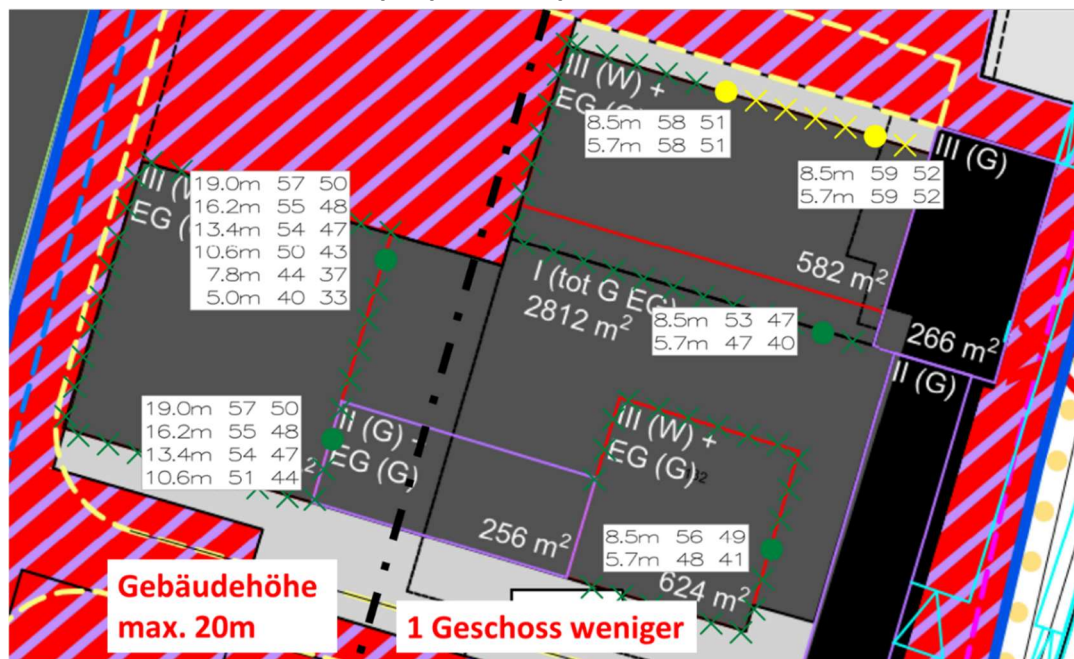 III (W) +
EG (G)
8.5m 58 51
5.7m 58 51
III (G)
8.5m 59 52
5.7m 59 52
III (W)
EG (G)
19.0m 57 50
16.2m 55 48
13.4m 54 47
10.6m 50 43
7.8m 44 37
5.0m 40 33
582 m²
I (tot G EG)
2812 m²
8.5m 53 47
5.7m 47 40
266 m²
II (G)
19.0m 57 50
16.2m 55 48
13.4m 54 47
10.6m 51 44
III (G) -
EG (G)
III (W) +
EG (G)
256 m²
8.5m 56 49
5.7m 48 41
624 m²
Gebäudehöhe
max. 20m
1 Geschoss weniger